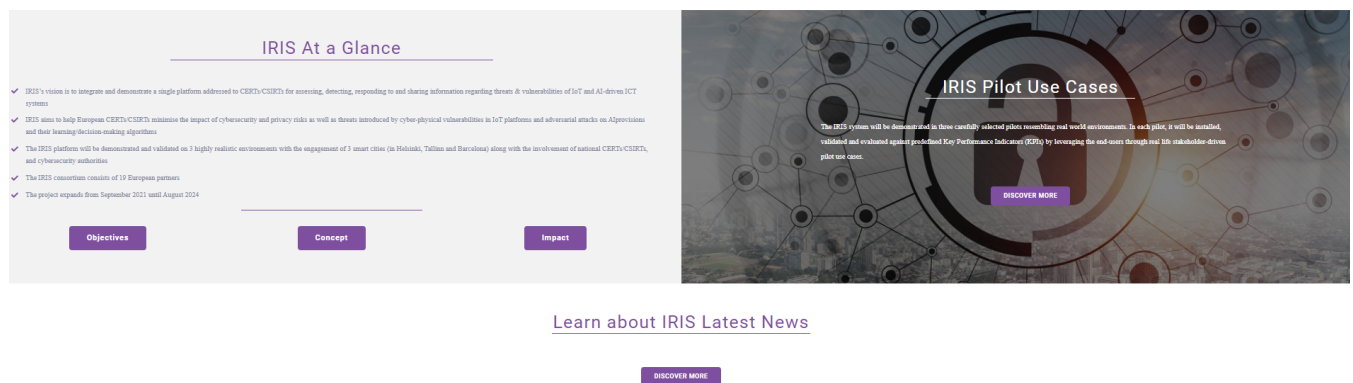 IRIS At a Glance
IRIS's vision is to integrate and demonstrate a single platform addressed to CERTs/CSIRTs for assessing, detecting, responding to and sharing information regarding threats & vulnerabilities of IoT and AI-driven ICT
systems
IRIS aims to help European CERTs/CSIRTs minimise the impact of cybersecurity and privacy risks as well as threats introduced by cyber-physical vulnerabilities in IoT platforms and adversarial attacks on AIprovisions
and their learning/decision-making algorithms
The IRIS platform will be demonstrated and validated on 3 highly realistic environments with the engagement of 3 smart cities (in Helsinki, Tallinn and Barcelona) along with the involvement of national CERTs/CSIRTs,
and cybersecurity authorities
The IRIS consortium consists of 19 European partners
The project expands from September 2021 until August 2024
Objectives
Concept
Impact
IRIS Pilot Use Cases
The IRIS system will be demonstrated in three carefully selected pilots resembling real world environments. In each pilot, it will be installed,
validated and evaluated against predefined Key Performance Indicators (KPIs) by leveraging the end-users through real life stakeholder-driven
pilot use cases.
DISCOVER MORE
Learn about IRIS Latest News
DISCOVER MORE